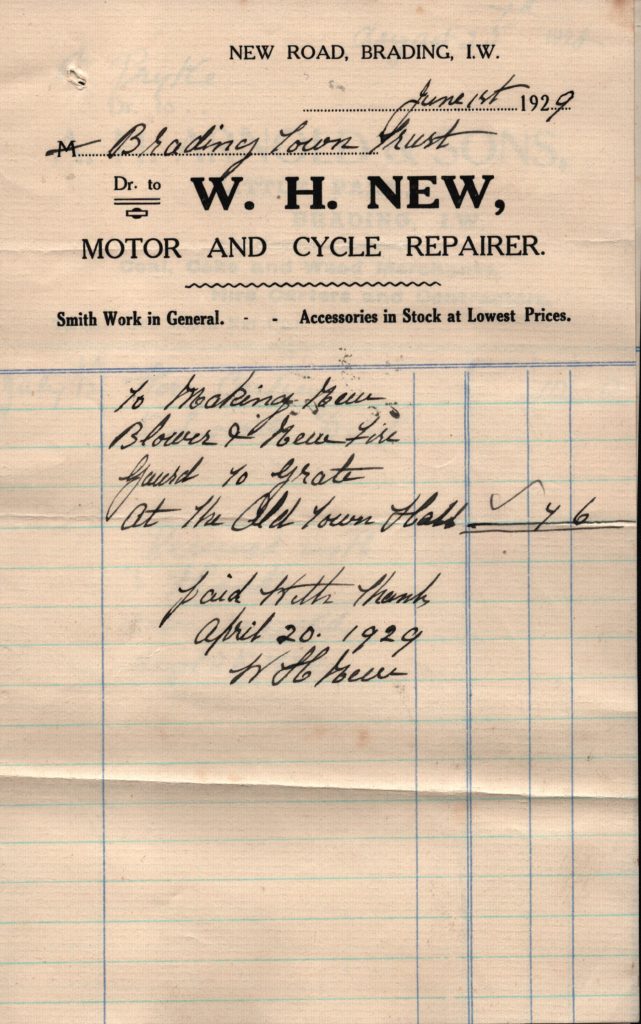 NEW ROAD, BRADING, I.W.
June 1st 1929
M Brading Town Trust
Dr. to W. H. NEW,
MOTOR AND CYCLE REPAIRER.
Smith Work in General. - - Accessories in Stock at Lowest Prices.
To Making New
Blower & New Fire
Gaurd To Grate
At the Old Town Hall 7 6
paid With Thanks
April 20. 1929
W H New